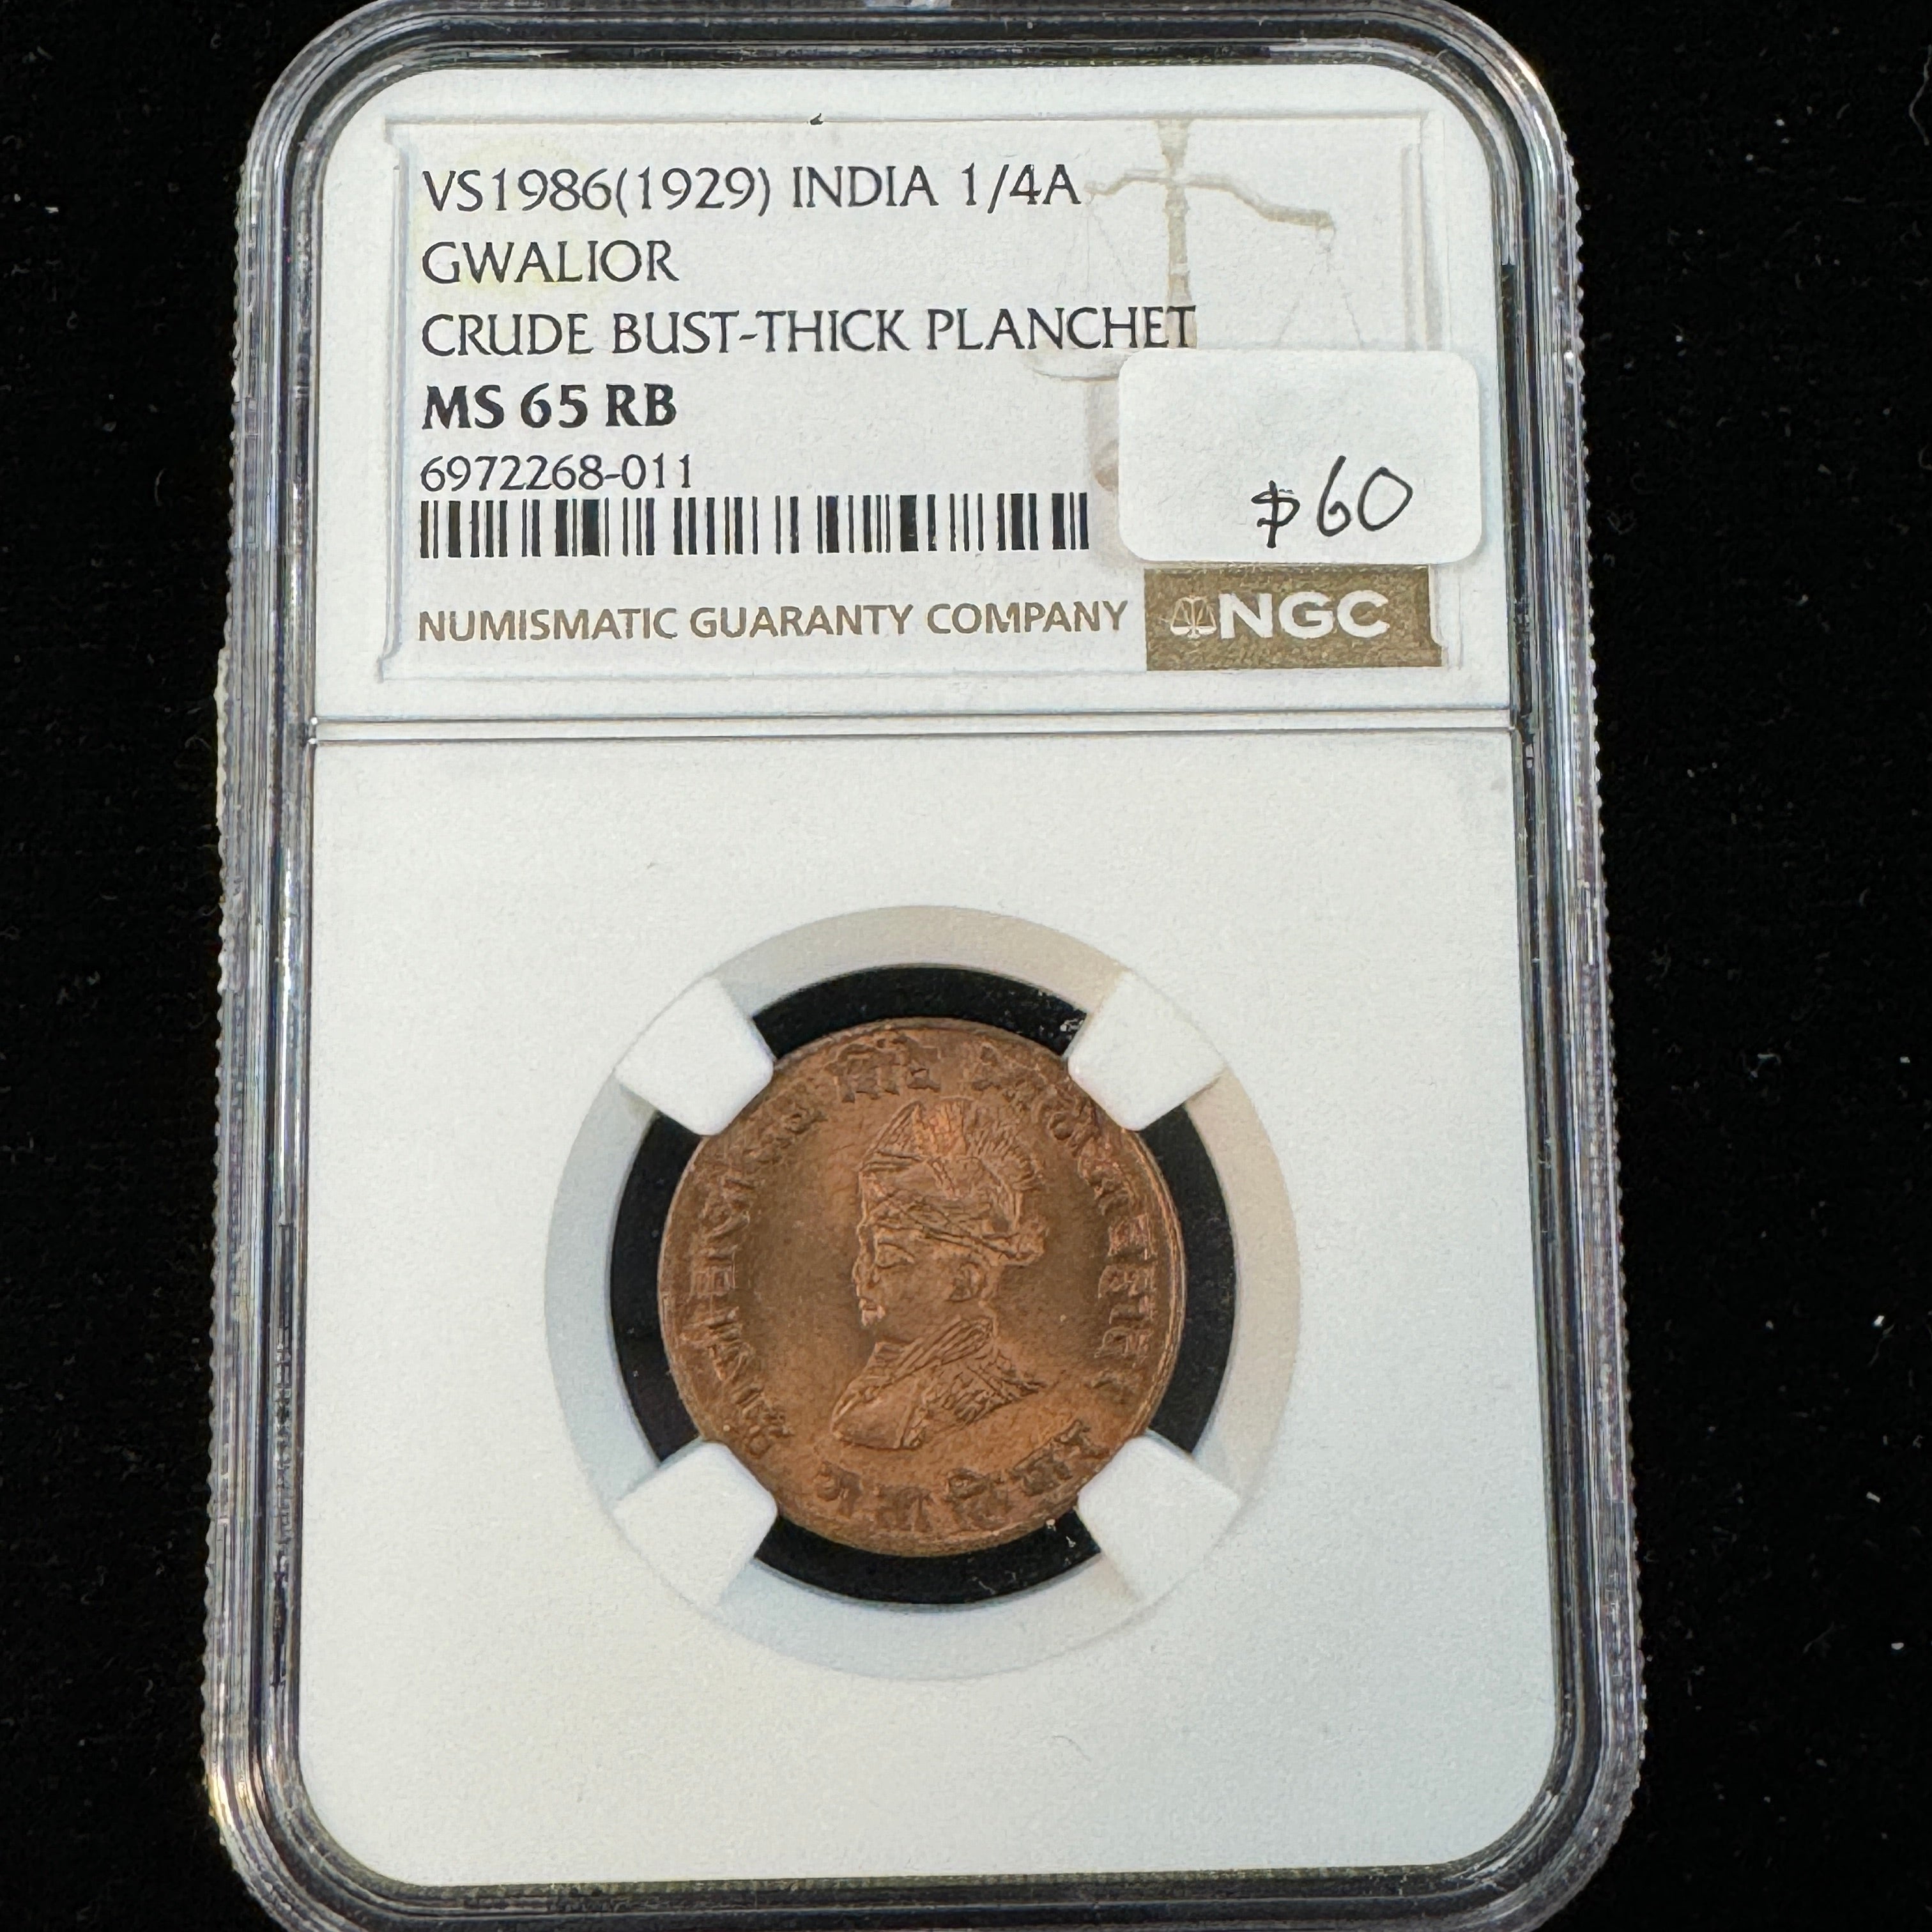 VS1986(1929) INDIA 1/4A
GWALIOR
CRUDE BUST-THICK PLANCHET
MS 65 RB
6972268-011
$60
NUMISMATIC GUARANTY COMPANY
NGC